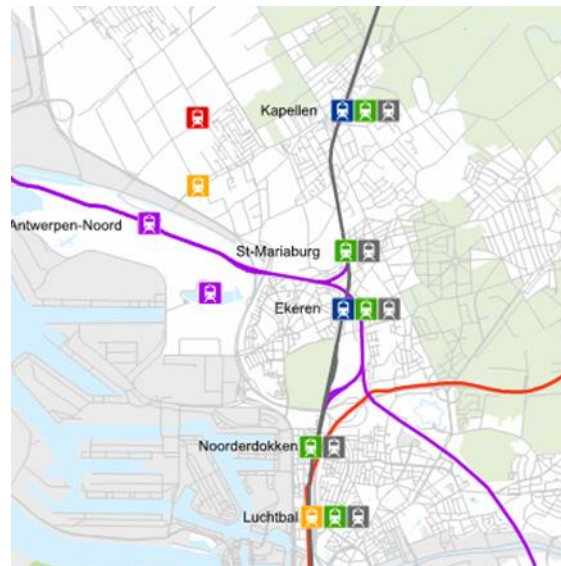 Kapellen
Antwerpen-Noord
St-Mariaburg
Ekeren
Noorderdokken
Luchtbal